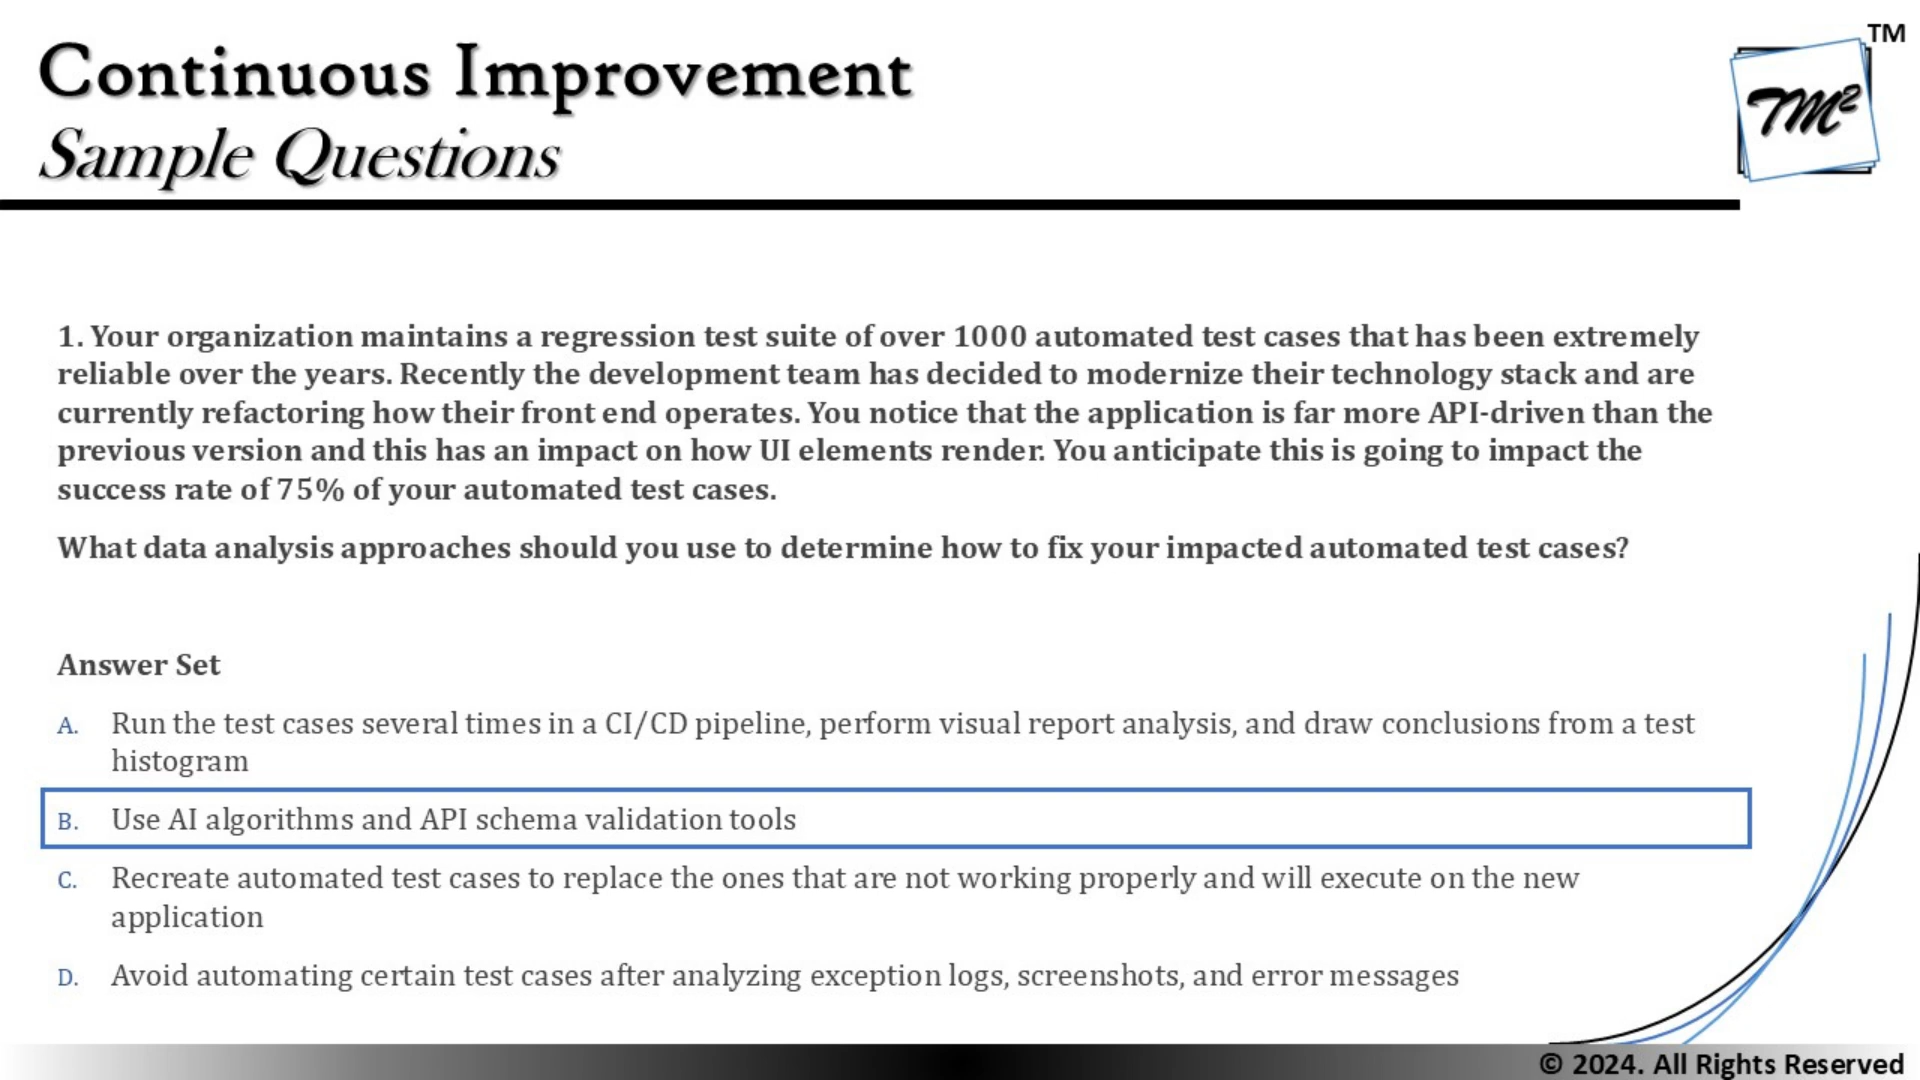 Continuous Improvement
TM
Sample Questions
TM²
1. Your organization maintains a regression test suite of over 1000 automated test cases that has been extremely
reliable over the years. Recently the development team has decided to modernize their technology stack and are
currently refactoring how their front end operates. You notice that the application is far more API-driven than the
previous version and this has an impact on how UI elements render. You anticipate this is going to impact the
success rate of 75% of your automated test cases.
What data analysis approaches should you use to determine how to fix your impacted automated test cases?
Answer Set
A. Run the test cases several times in a CI/CD pipeline, perform visual report analysis, and draw conclusions from a test
histogram
B. Use AI algorithms and API schema validation tools
C. Recreate automated test cases to replace the ones that are not working properly and will execute on the new
application
D. Avoid automating certain test cases after analyzing exception logs, screenshots, and error messages
© 2024. All Rights Reserved